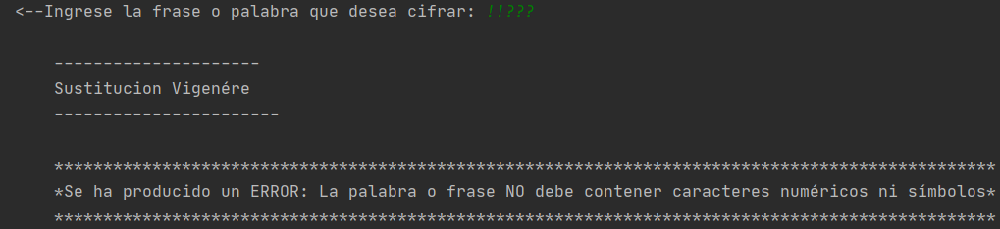 <--Ingrese la frase o palabra que desea cifrar: !!???
---------------------
Sustitucion Vigenére
-----------------------
************************************************************************************************
*Se ha producido un ERROR: La palabra o frase NO debe contener caracteres numéricos ni símbolos*
************************************************************************************************